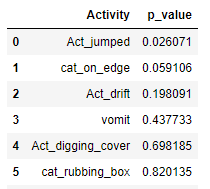 Activity p_value
0 Act_jumped 0.026071
1 cat_on_edge 0.059106
2 Act_drift 0.198091
3 vomit 0.437733
4 Act_digging_cover 0.698185
5 cat_rubbing_box 0.820135